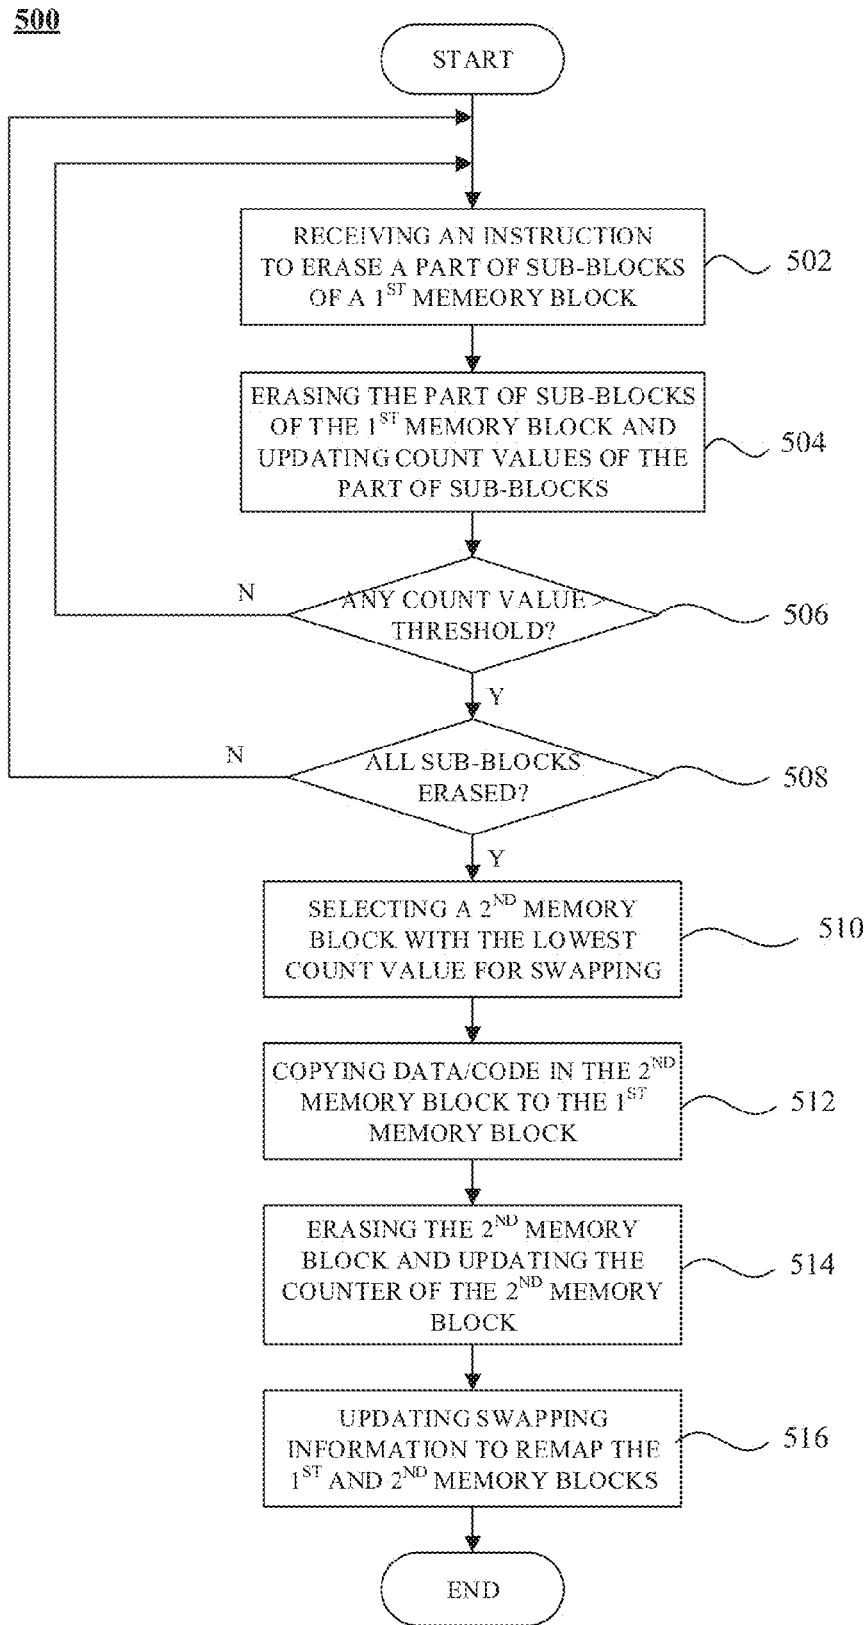 500
START
RECEIVING AN INSTRUCTION
TO ERASE A PART OF SUB-BLOCKS
OF A 1ST MEMEORY BLOCK
502
ERASING THE PART OF SUB-BLOCKS
OF THE 1ST MEMORY BLOCK AND
UPDATING COUNT VALUES OF THE
PART OF SUB-BLOCKS
504
ANY COUNT VALUE >
THRESHOLD?
506
N
Y
ALL SUB-BLOCKS
ERASED?
508
N
Y
SELECTING A 2ND MEMORY
BLOCK WITH THE LOWEST
COUNT VALUE FOR SWAPPING
510
COPYING DATA/CODE IN THE 2ND
MEMORY BLOCK TO THE 1ST
MEMORY BLOCK
512
ERASING THE 2ND MEMORY
BLOCK AND UPDATING THE
COUNTER OF THE 2ND MEMORY
BLOCK
514
UPDATING SWAPPING
INFORMATION TO REMAP THE
1ST AND 2ND MEMORY BLOCKS
516
END